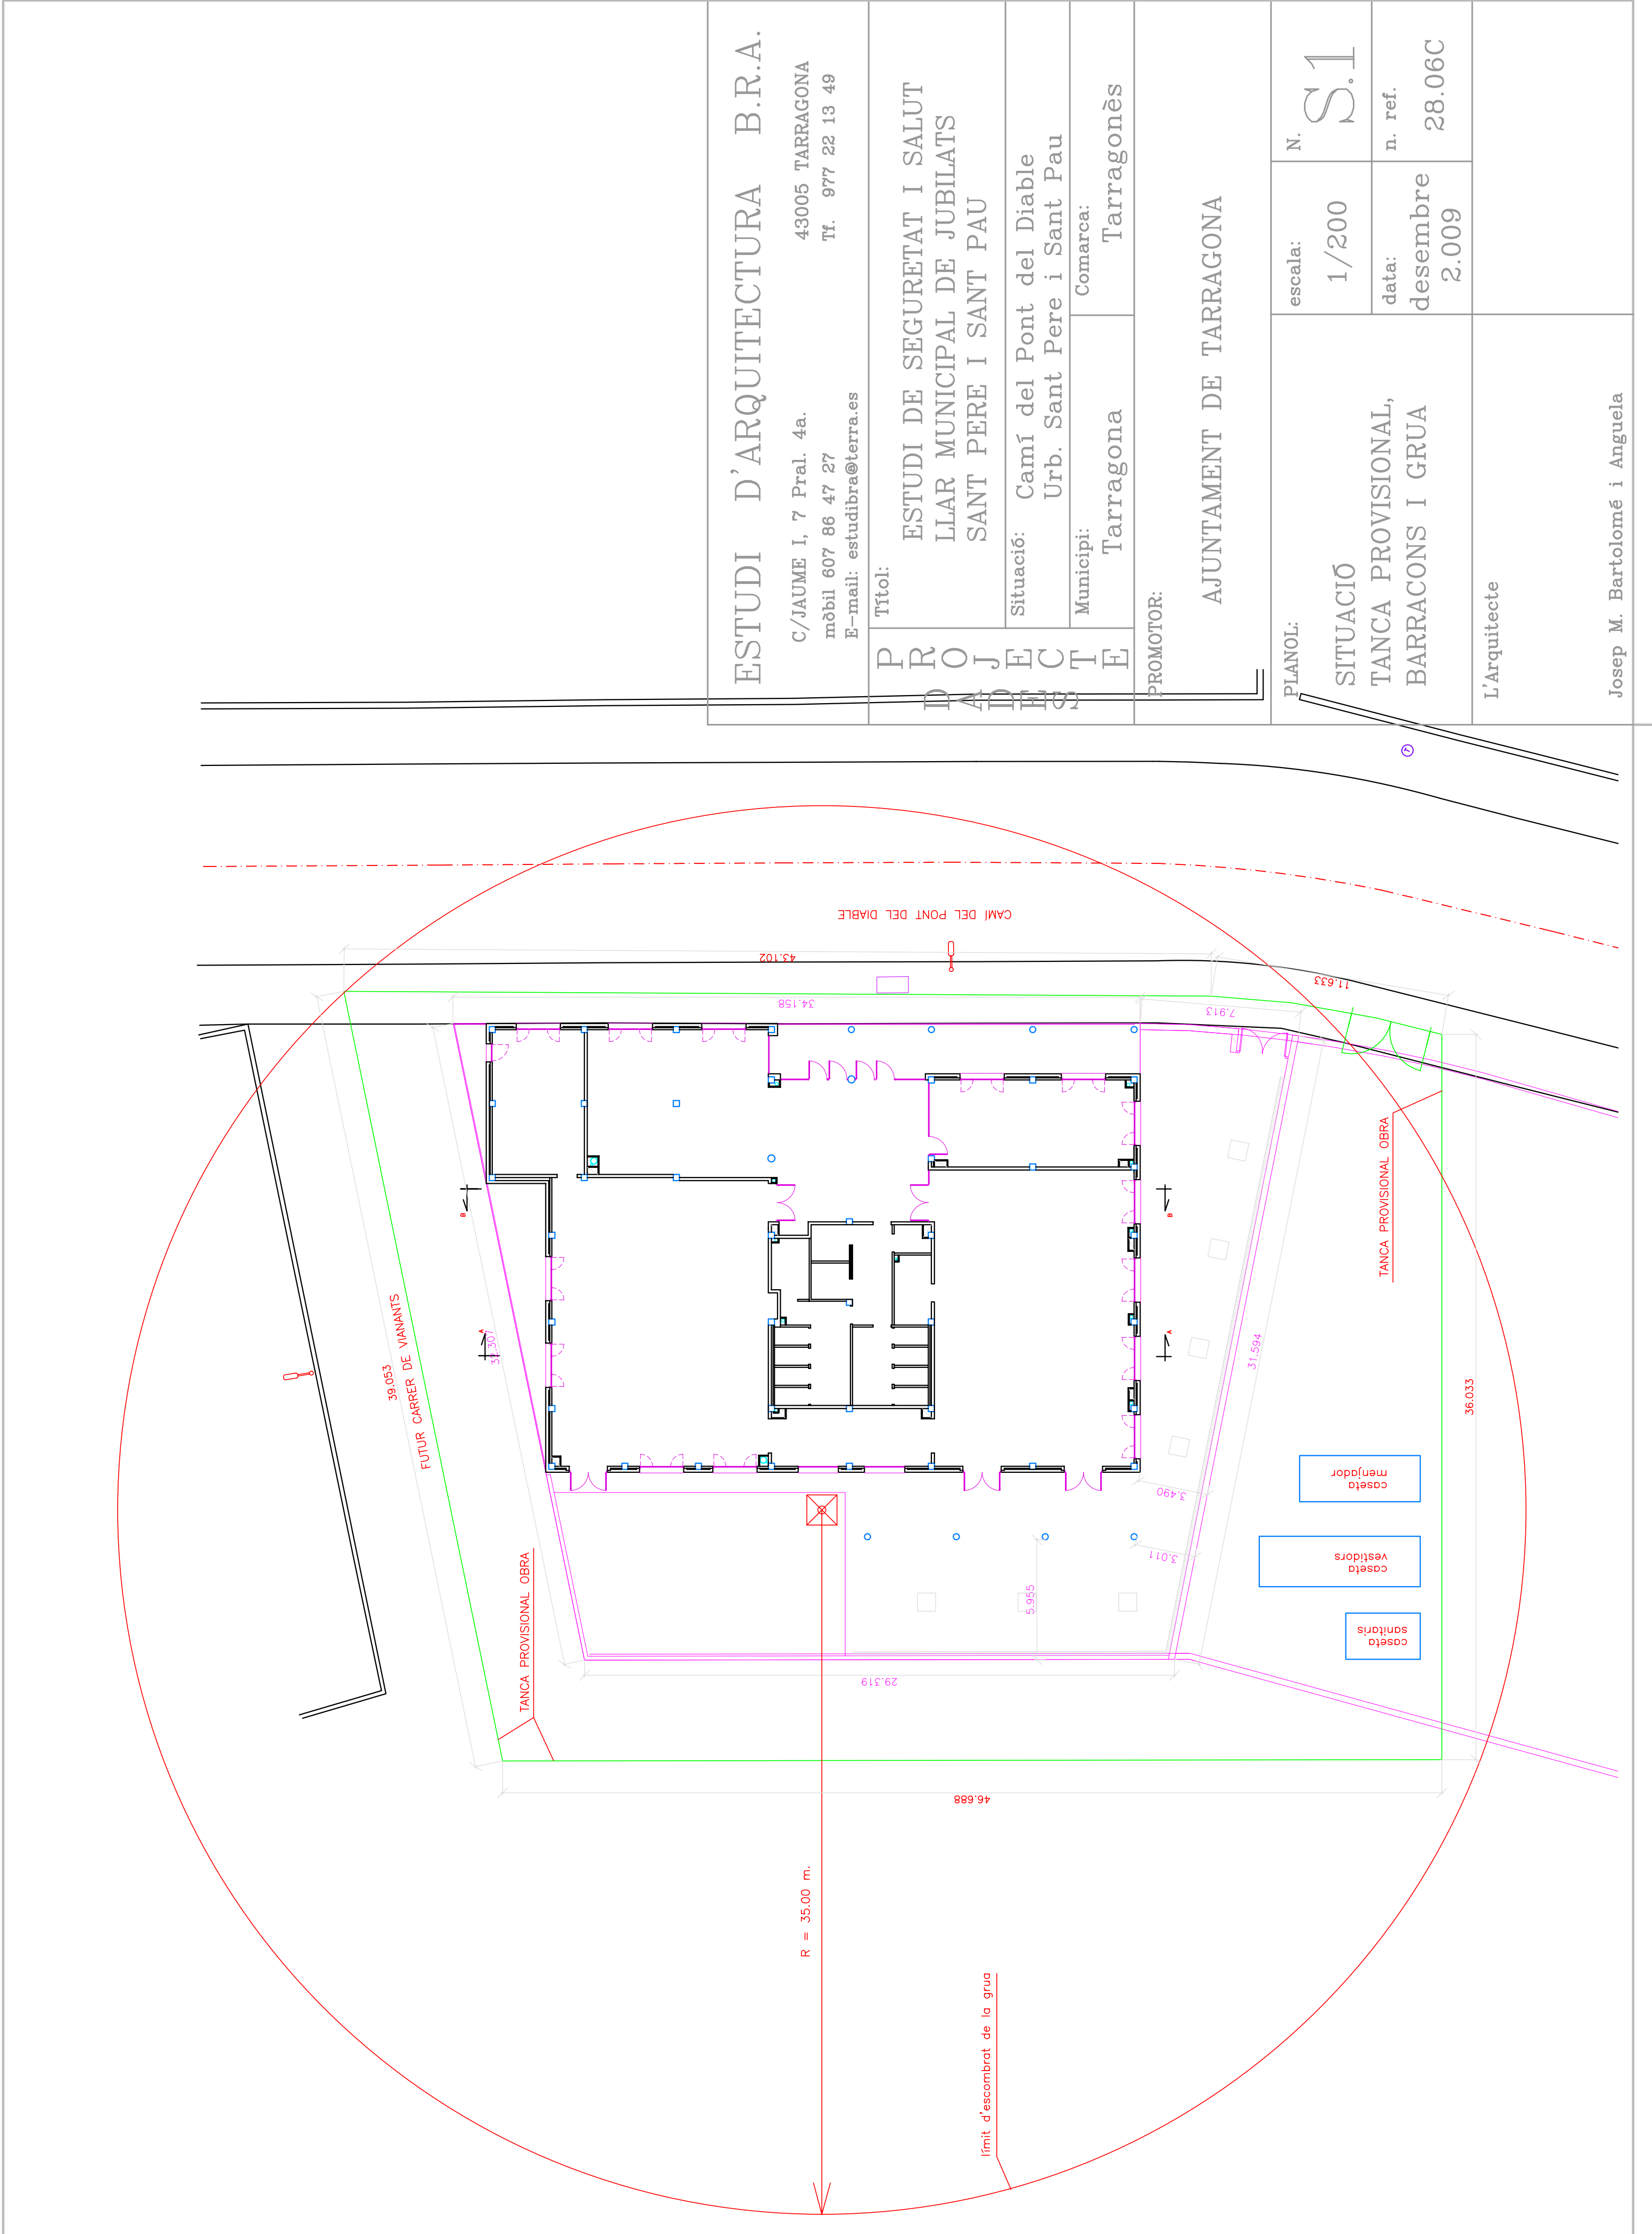 ESTUDI D'ARQUITECTURA B.R.A.
C/JAUME I, 7 Pral. 4a. 43005 TARRAGONA
mòbil 607 86 47 27 Tf. 977 22 13 49
E-mail: estudibra@terra.es
DADES
PROJECTE
Títol:
ESTUDI DE SEGURETAT I SALUT
LLAR MUNICIPAL DE JUBILATS
SANT PERE I SANT PAU
Situació: Camí del Pont del Diable
Urb. Sant Pere i Sant Pau
Municipi: Tarragona
Comarca: Tarragonès
PROMOTOR:
AJUNTAMENT DE TARRAGONA
PLANOL:
SITUACIÓ
TANCA PROVISIONAL,
BARRACONS I GRUA
escala:
1/200
N.
S.1
data:
desembre
2.009
n. ref.
28.06C
L'Arquitecte
Josep M. Bartolomé i Anguela
T
CAMÍ DEL PONT DEL DIABLE
43.102
11.633
34.158
7.913
TANCA PROVISIONAL OBRA
B
B
A
A
39.307
39.053
FUTUR CARRER DE VIANANTS
31.594
36.033
caseta
menjador
caseta
vestidors
caseta
sanitaris
3.490
3.011
5.955
29.319
TANCA PROVISIONAL OBRA
46.688
R = 35.00 m.
límit d'escombrat de la grua